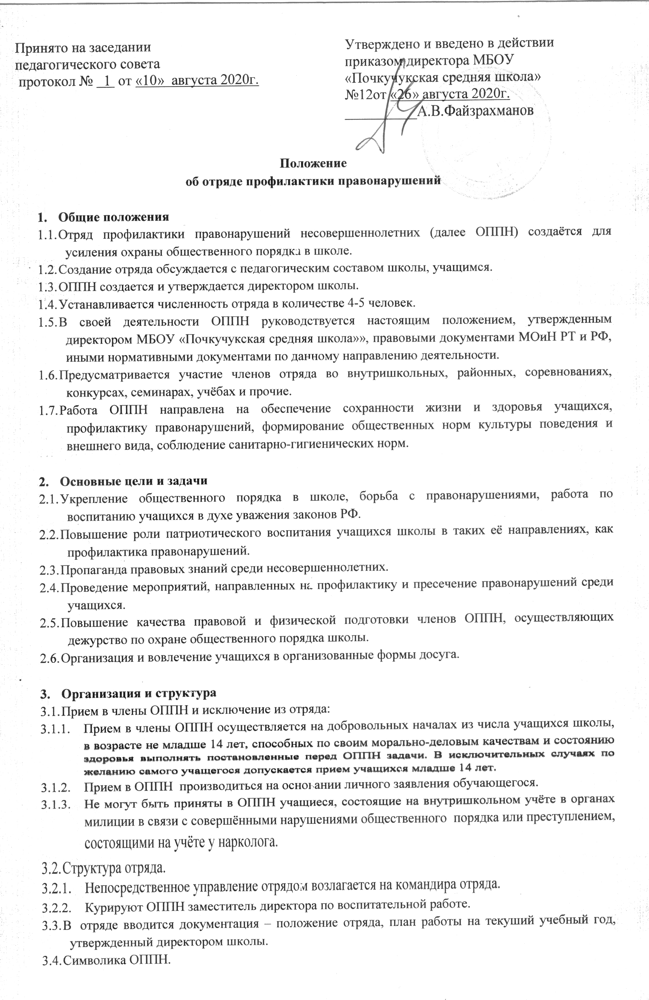 Принято на заседании
педагогического совета
протокол № 1 от «10» августа 2020г.
Утверждено и введено в действии
приказом директора МБОУ
«Почкучукская средняя школа»
№12от «26» августа 2020г.
____________А.В.Файзрахманов
Положение
об отряде профилактики правонарушений
1. Общие положения
1.1.Отряд профилактики правонарушений несовершеннолетних (далее ОППН) создаётся для
усиления охраны общественного порядка в школе.
1.2.Создание отряда обсуждается с педагогическим составом школы, учащимся.
1.3.ОППН создается и утверждается директором школы.
1.4.Устанавливается численность отряда в количестве 4-5 человек.
1.5.В своей деятельности ОППН руководствуется настоящим положением, утвержденным
директором МБОУ «Почкучукская средняя школа»», правовыми документами МОиН РТ и РФ,
иными нормативными документами по данному направлению деятельности.
1.6.Предусматривается участие членов отряда во внутришкольных, районных, соревнованиях,
конкурсах, семинарах, учёбах и прочие.
1.7.Работа ОППН направлена на обеспечение сохранности жизни и здоровья учащихся,
профилактику правонарушений, формирование общественных норм культуры поведения и
внешнего вида, соблюдение санитарно-гигиенических норм.
2. Основные цели и задачи
2.1.Укрепление общественного порядка в школе, борьба с правонарушениями, работа по
воспитанию учащихся в духе уважения законов РФ.
2.2.Повышение роли патриотического воспитания учащихся школы в таких её направлениях, как
профилактика правонарушений.
2.3.Пропаганда правовых знаний среди несовершеннолетних.
2.4.Проведение мероприятий, направленных на профилактику и пресечение правонарушений среди
учащихся.
2.5.Повышение качества правовой и физической подготовки членов ОППН, осуществляющих
дежурство по охране общественного порядка школы.
2.6.Организация и вовлечение учащихся в организованные формы досуга.
3. Организация и структура
3.1.Прием в члены ОППН и исключение из отряда:
3.1.1. Прием в члены ОППН осуществляется на добровольных началах из числа учащихся школы,
в возрасте не младше 14 лет, способных по своим морально-деловым качествам и состоянию
здоровья выполнять постановленные перед ОППН задачи. В исключительных случаях по
желанию самого учащегося допускается прием учащихся младше 14 лет.
3.1.2. Прием в ОППН производиться на основании личного заявления обучающегося.
3.1.3. Не могут быть приняты в ОППН учащиеся, состоящие на внутришкольном учёте в органах
милиции в связи с совершёнными нарушениями общественного порядка или преступлением,
состоящими на учёте у нарколога.
3.2.Структура отряда.
3.2.1. Непосредственное управление отрядом возлагается на командира отряда.
3.2.2. Курируют ОППН заместитель директора по воспитательной работе.
3.3.В отряде вводится документация – положение отряда, план работы на текуший учебный год,
утвержденный директором школы.
3.4.Символика ОППН.